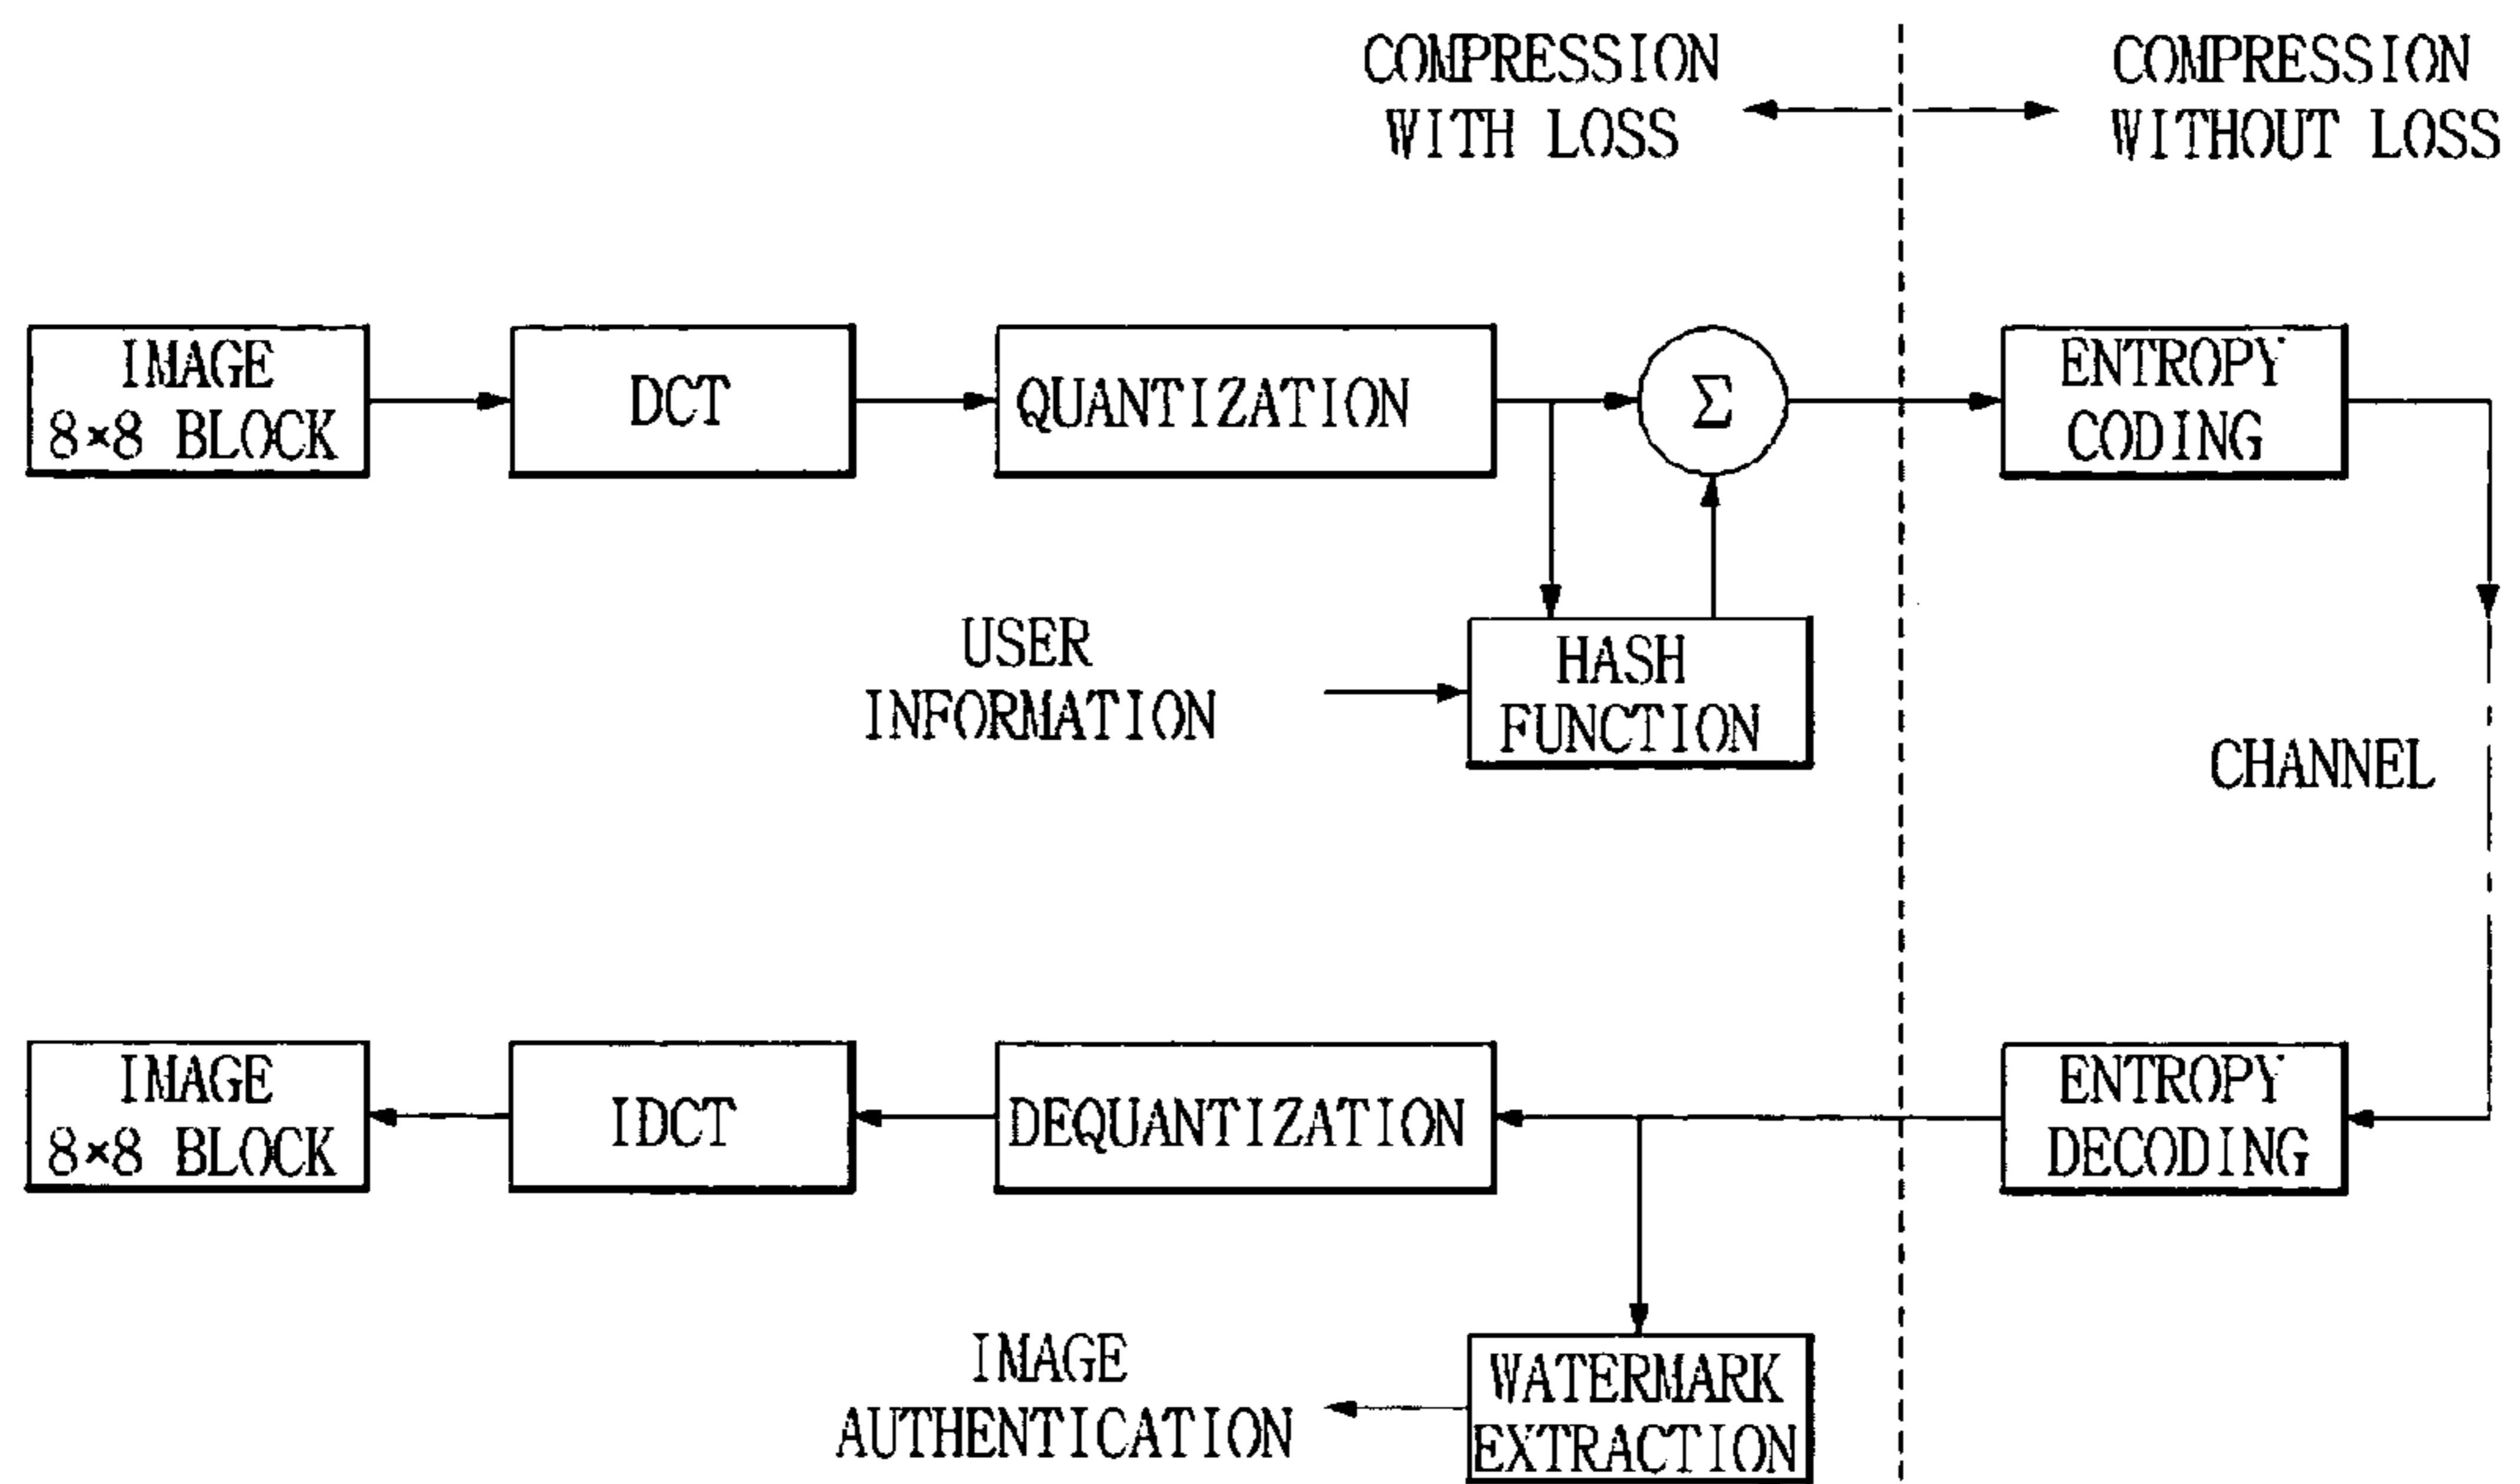 COMPRESSION
WITH LOSS
COMPRESSION
WITHOUT LOSS
IMAGE
8×8 BLOCK
DCT
QUANTIZATION
Σ
ENTROPY
CODING
USER
INFORMATION
HASH
FUNCTION
CHANNEL
IMAGE
8×8 BLOCK
IDCT
DEQUANTIZATION
ENTROPY
DECODING
IMAGE
AUTHENTICATION
WATERMARK
EXTRACTION